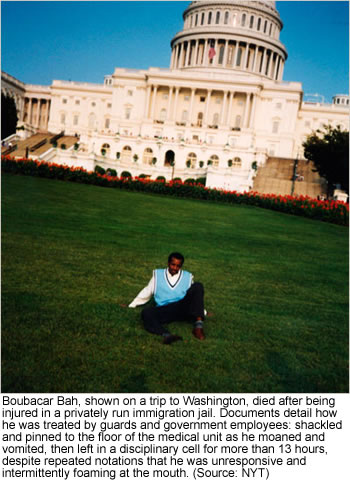 Boubacar Bah, shown on a trip to Washington, died after being
injured in a privately run immigration jail. Documents detail how
he was treated by guards and government employees: shackled
and pinned to the floor of the medical unit as he moaned and
vomited, then left in a disciplinary cell for more than 13 hours,
despite repeated notations that he was unresponsive and
intermittently foaming at the mouth. (Source: NYT)